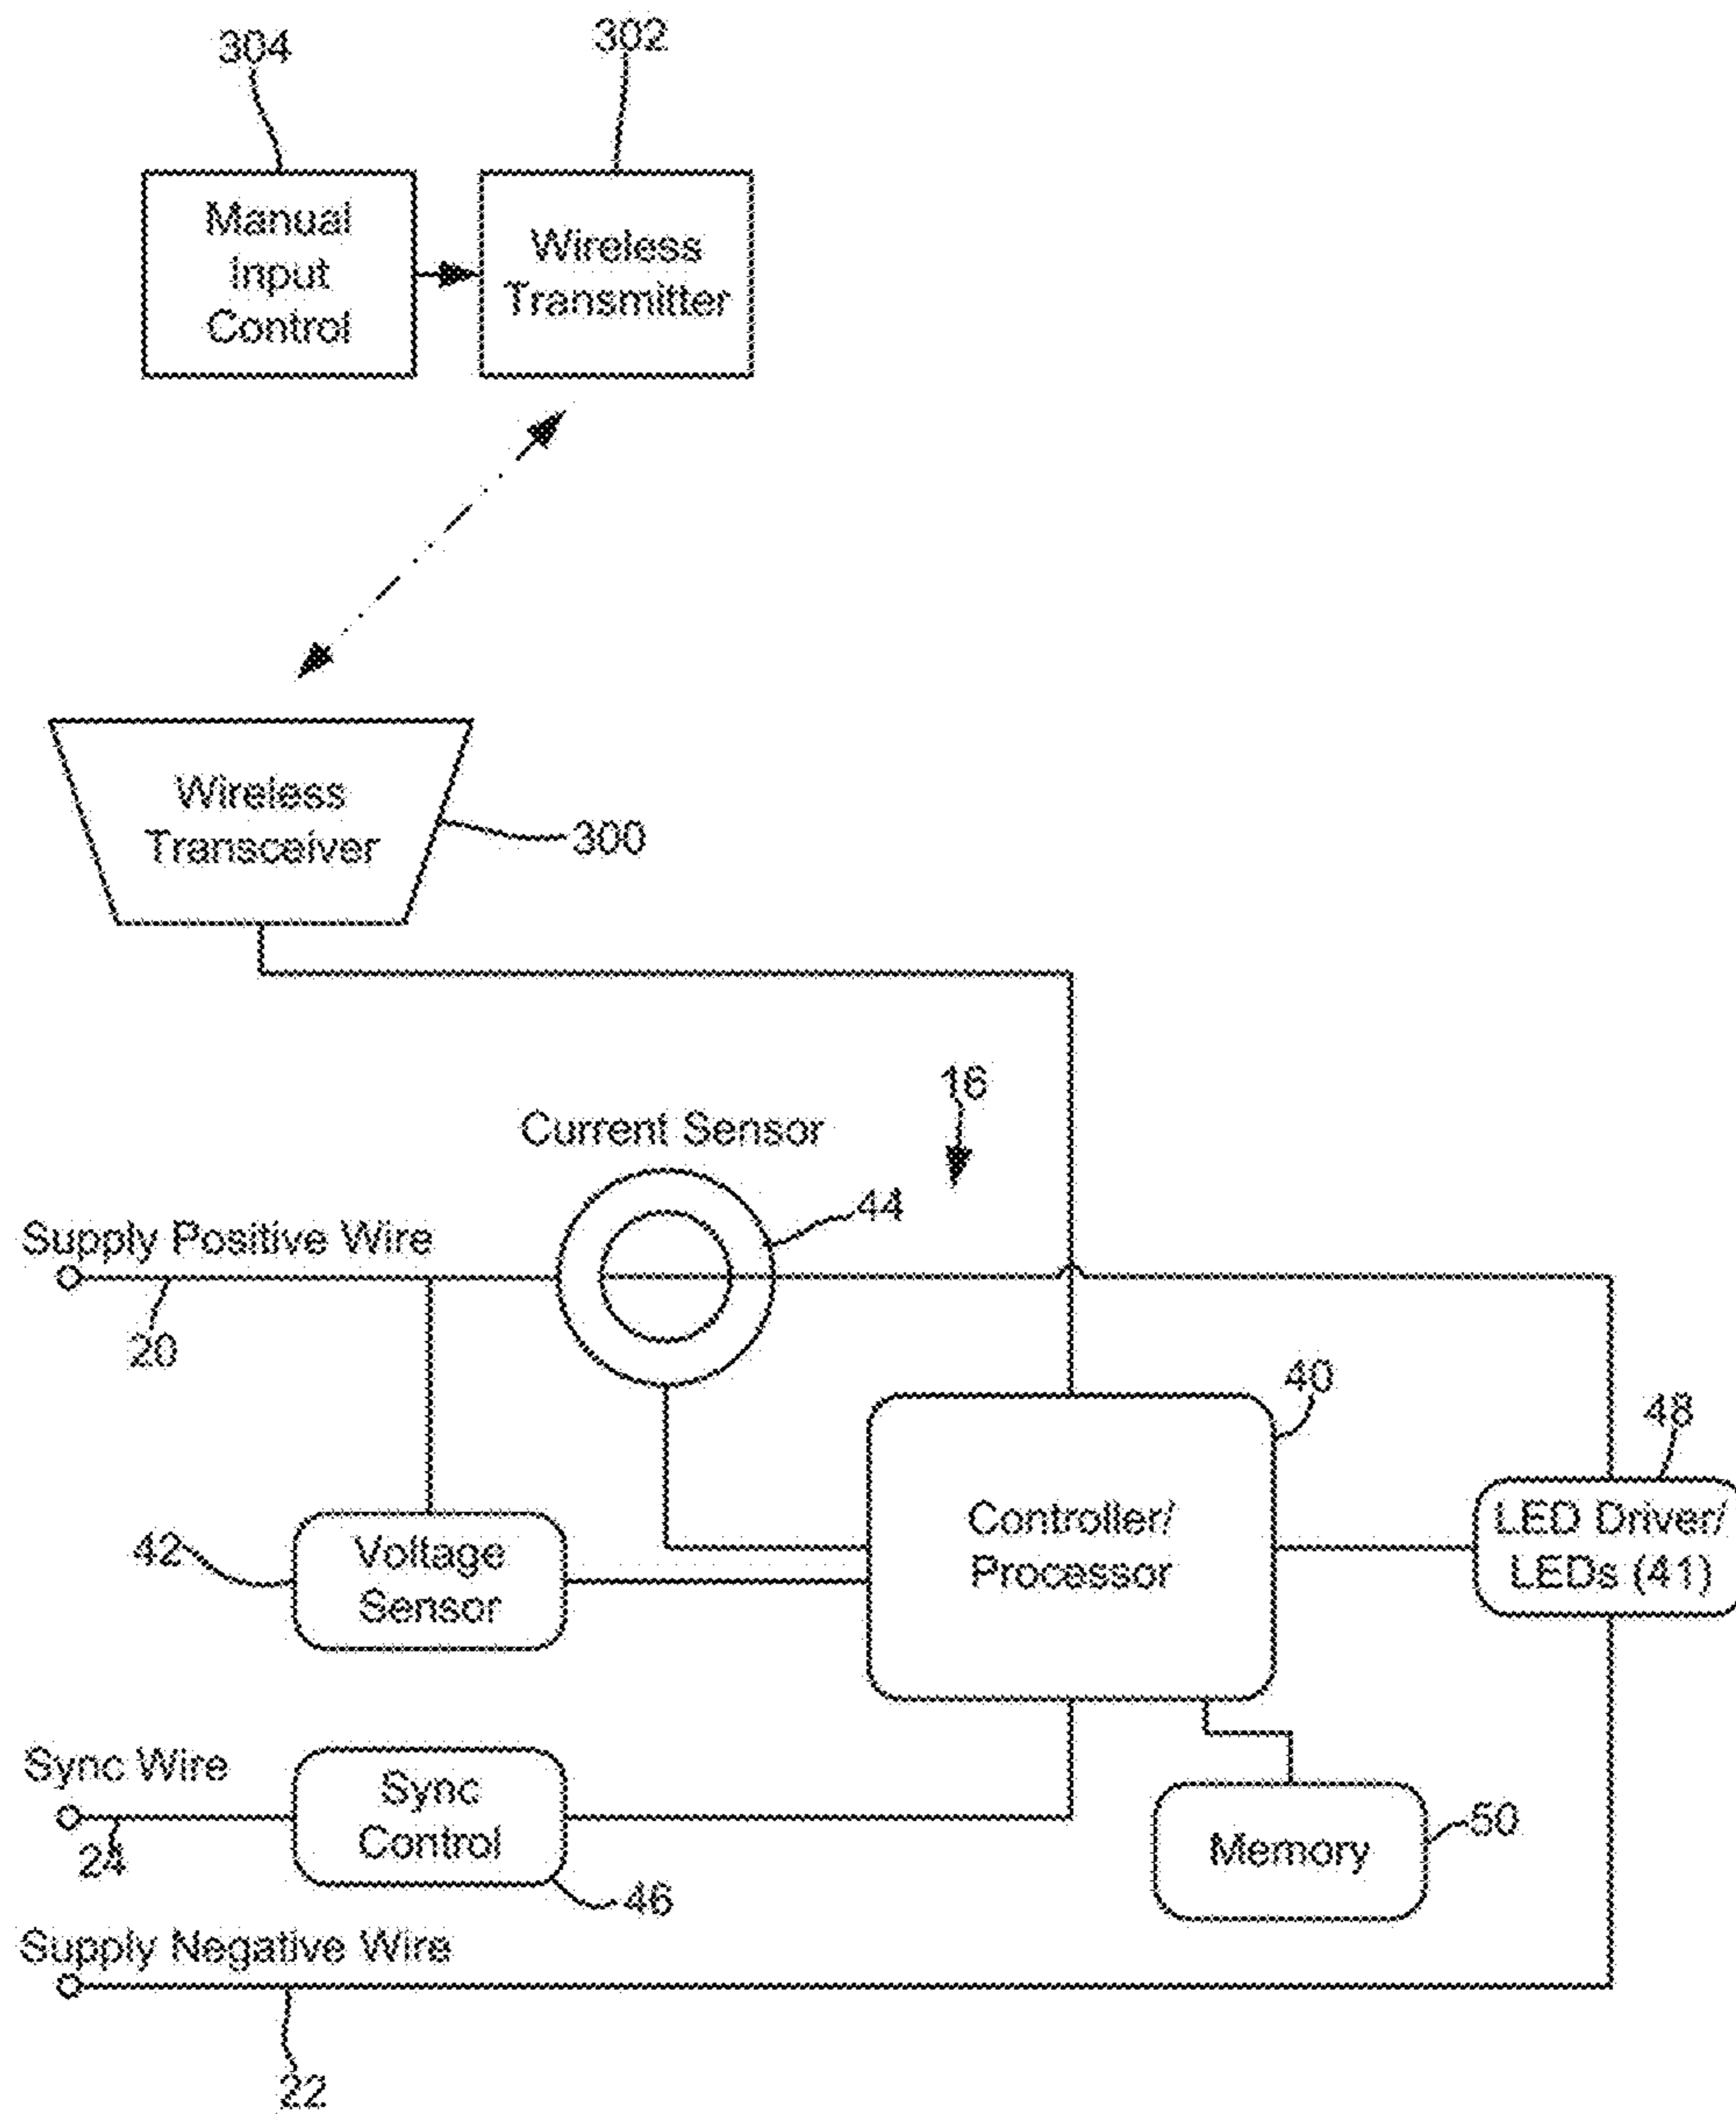 304
302
Manual
Input
Control
Wireless
Transmitter
Wireless
Transceiver
300
16
Current Sensor
44
Supply Positive Wire
20
40
48
Controller/
Processor
LED Driver/
LEDs (41)
42
Voltage
Sensor
Sync Wire
24
Sync
Control
46
Memory
50
Supply Negative Wire
22